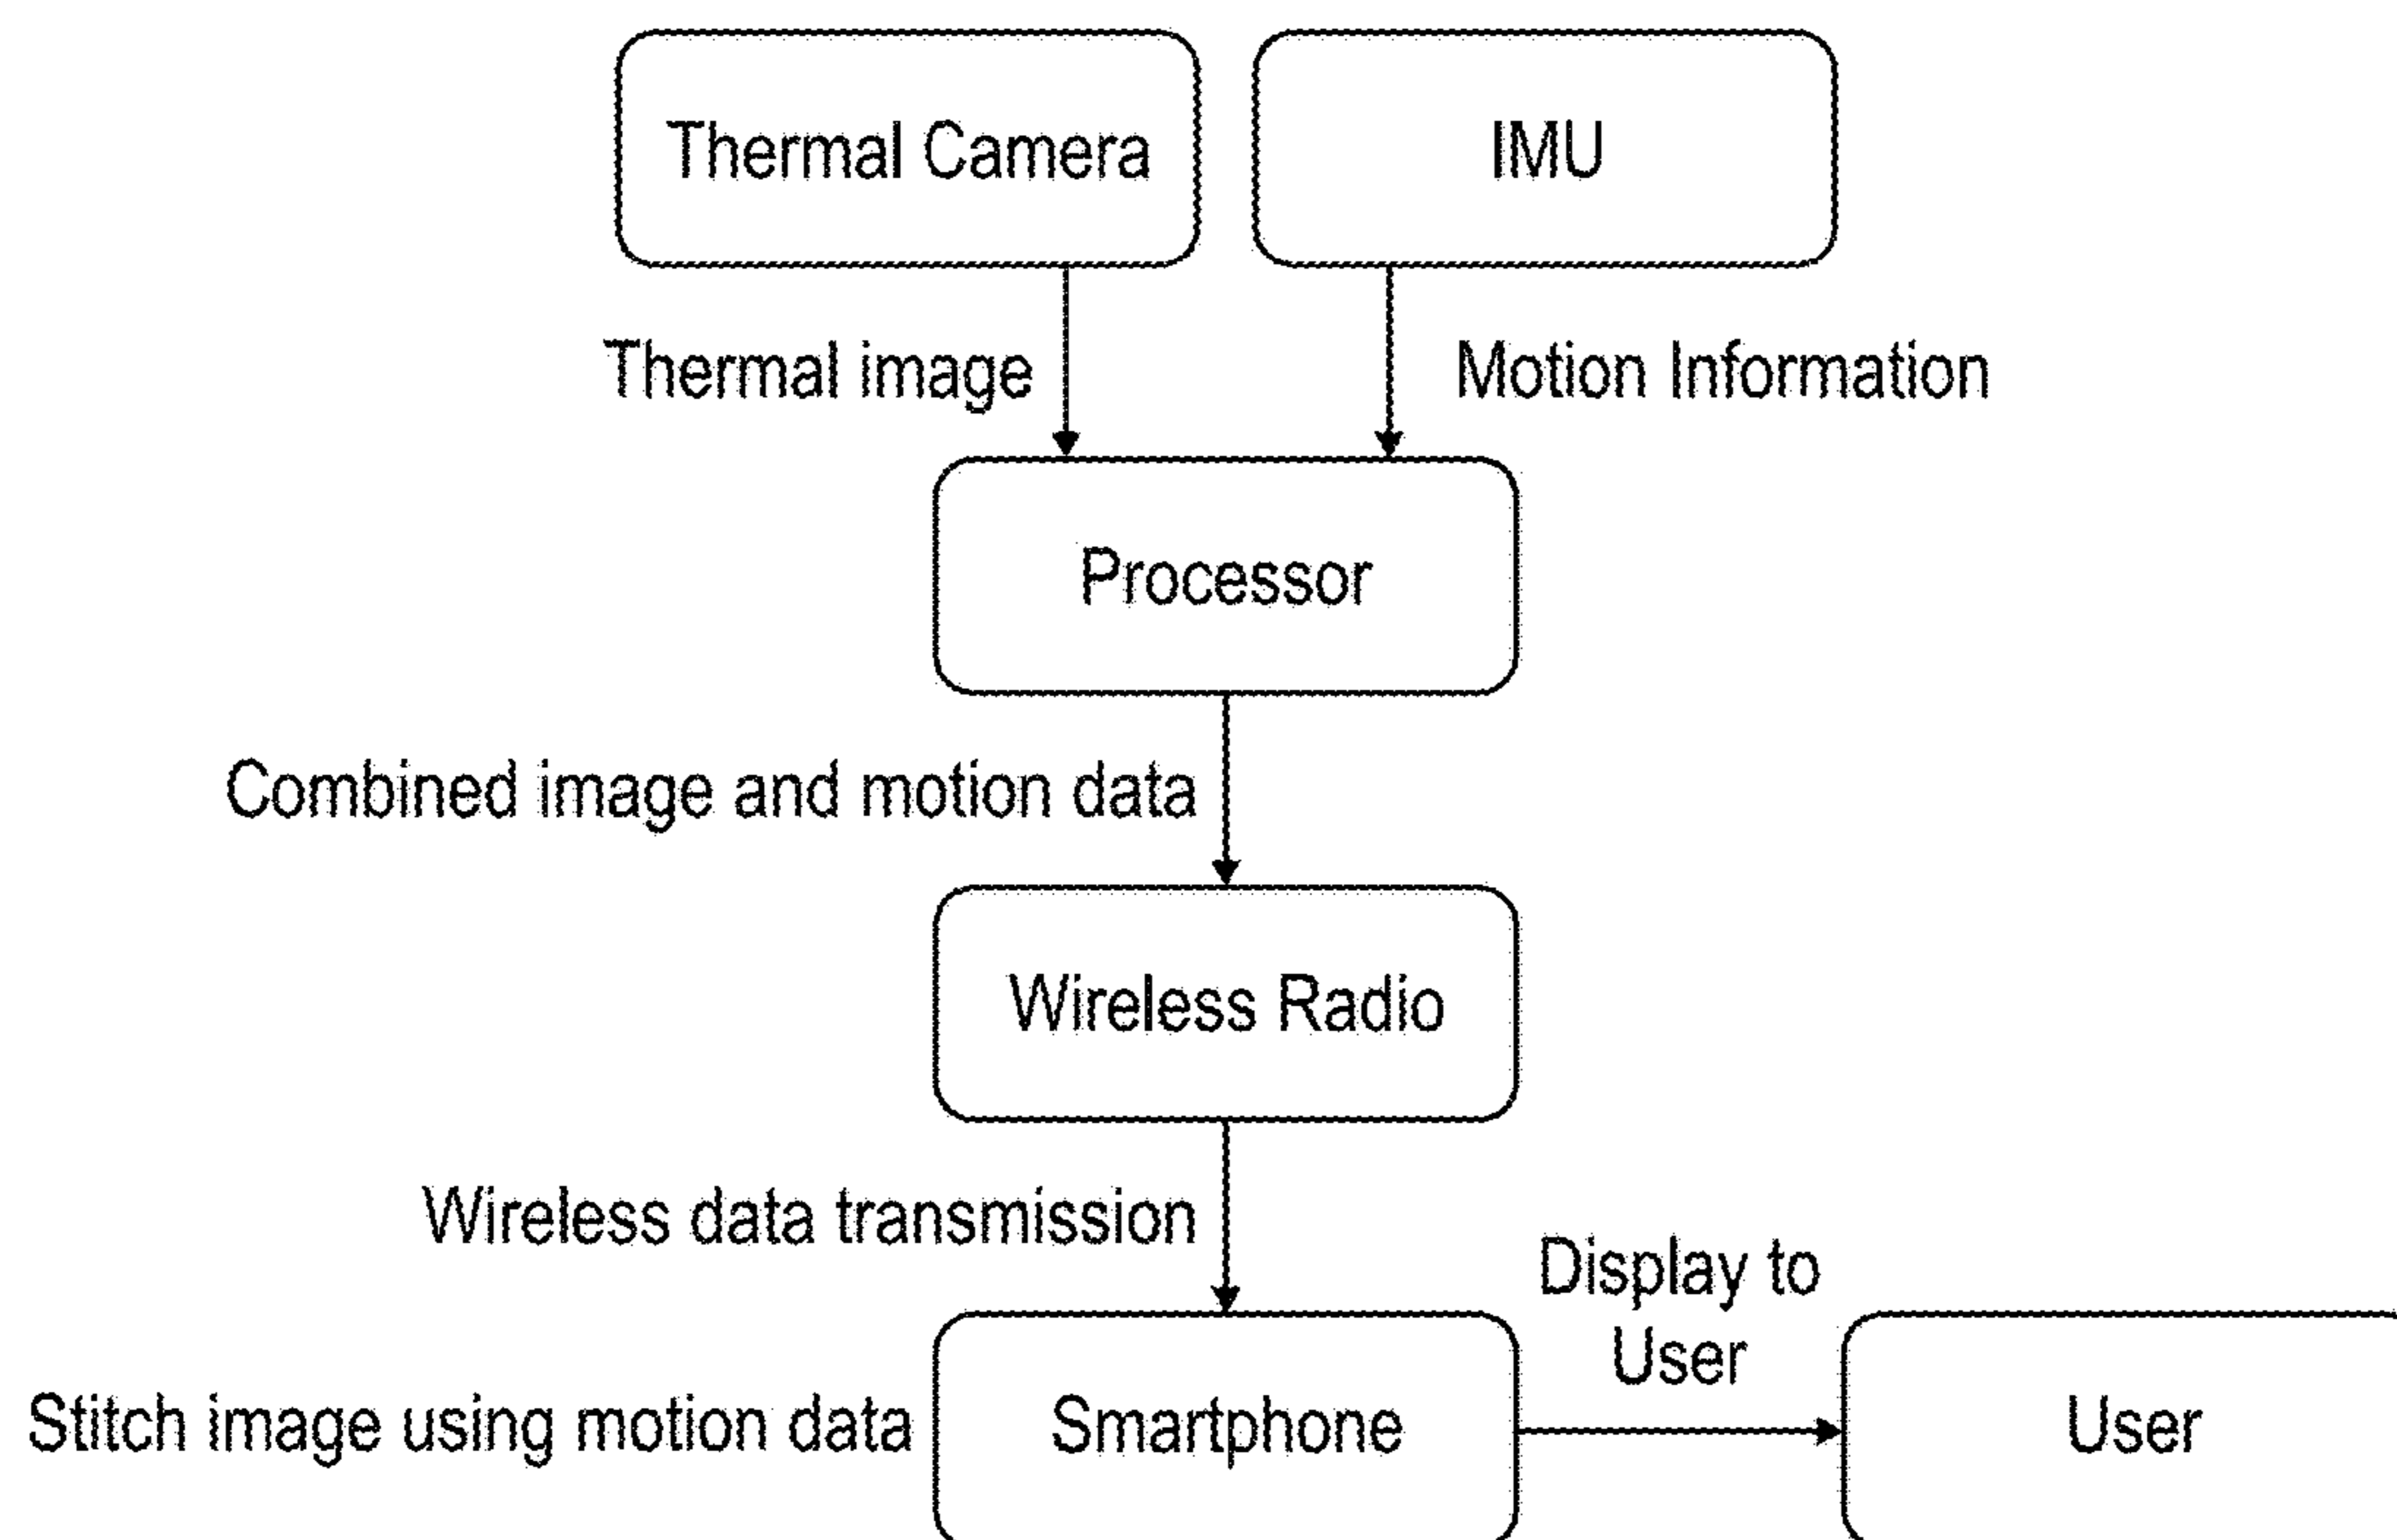 Thermal Camera
IMU
Thermal image
Motion Information
Processor
Combined image and motion data
Wireless Radio
Wireless data transmission
Display to
User
Stitch image using motion data
Smartphone
User